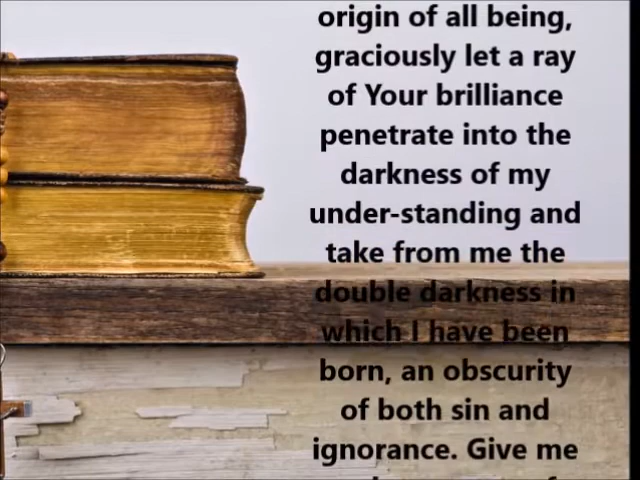 origin of all being,
graciously let a ray
of Your brilliance
penetrate into the
darkness of my
under-standing and
take from me the
double darkness in
which I have been
born, an obscurity
of both sin and
ignorance. Give me